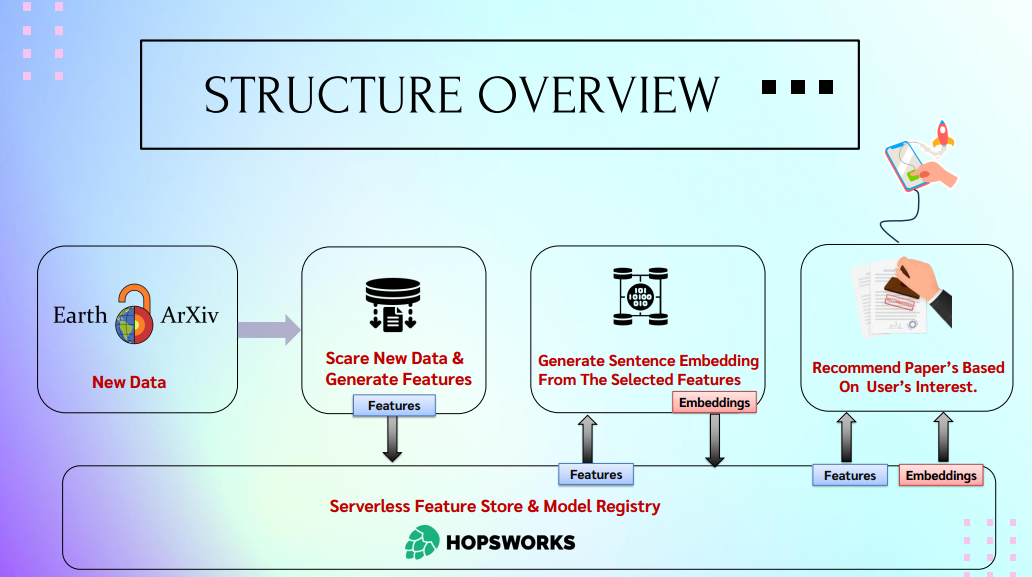 STRUCTURE OVERVIEW
Earth ArXiv
New Data
Scare New Data &
Generate Features
Features
101
10100
010
Generate Sentence Embedding
From The Selected Features
Embeddings
Recommend Paper's Based
On User's Interest.
Features
Features
Embeddings
Serverless Feature Store & Model Registry
HOPSWORKS